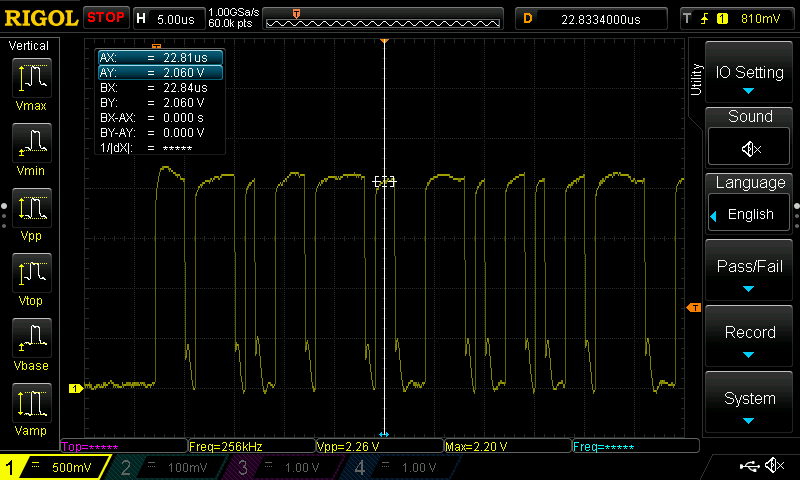 RIGOL STOP H 5.00us 1.00GSa/s 60.0k pts T D 22.8334000us T 1 810mV
Vertical
Vmax
Vmin
Vpp
Vtop
Vbase
Vamp
T
AX: = 22.81us
AY: = 2.060 V
BX: = 22.84us
BY: = 2.060 V
BX-AX: = 0.000 s
BY-AY: = 0.000 V
1/|dX|: = *****
1
T
Utility
IO Setting
Sound
Language
English
Pass/Fail
Record
System
Top=***** Freq=256kHz Vpp=2.26 V Max=2.20 V Freq=*****
1 = 500mV 2 = 100mV 3 = 1.00 V 4 = 1.00 V